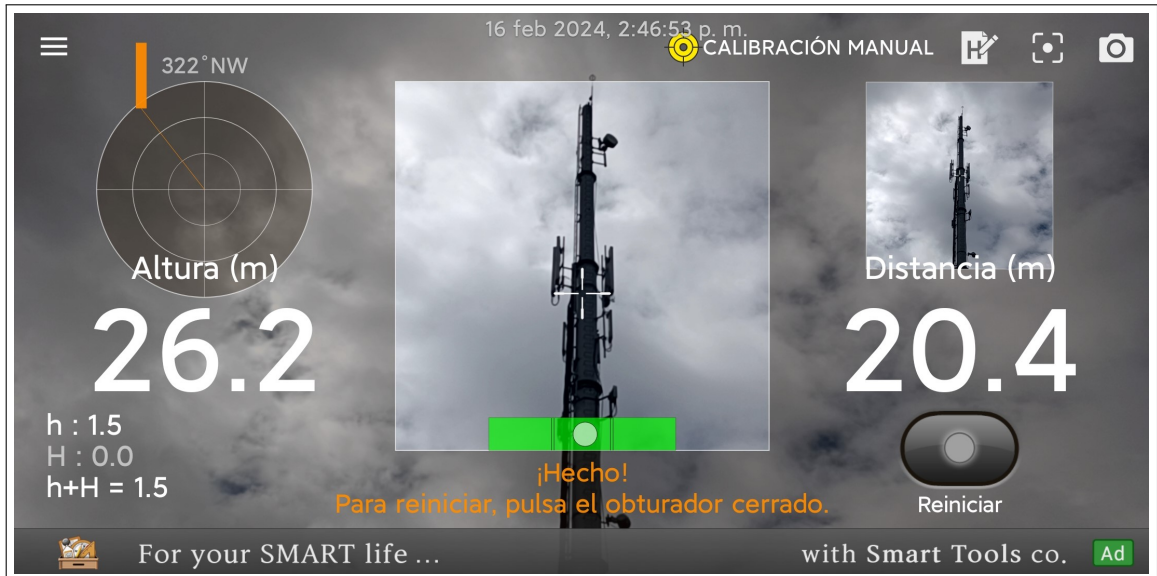 16 feb 2024, 2:46:53 p. m.
CALIBRACIÓN MANUAL
H
322°NW
Altura (m)
26.2
Distancia (m)
20.4
h : 1.5
H : 0.0
h+H = 1.5
¡Hecho!
Para reiniciar, pulsa el obturador cerrado.
Reiniciar
For your SMART life ...
with Smart Tools co.
Ad